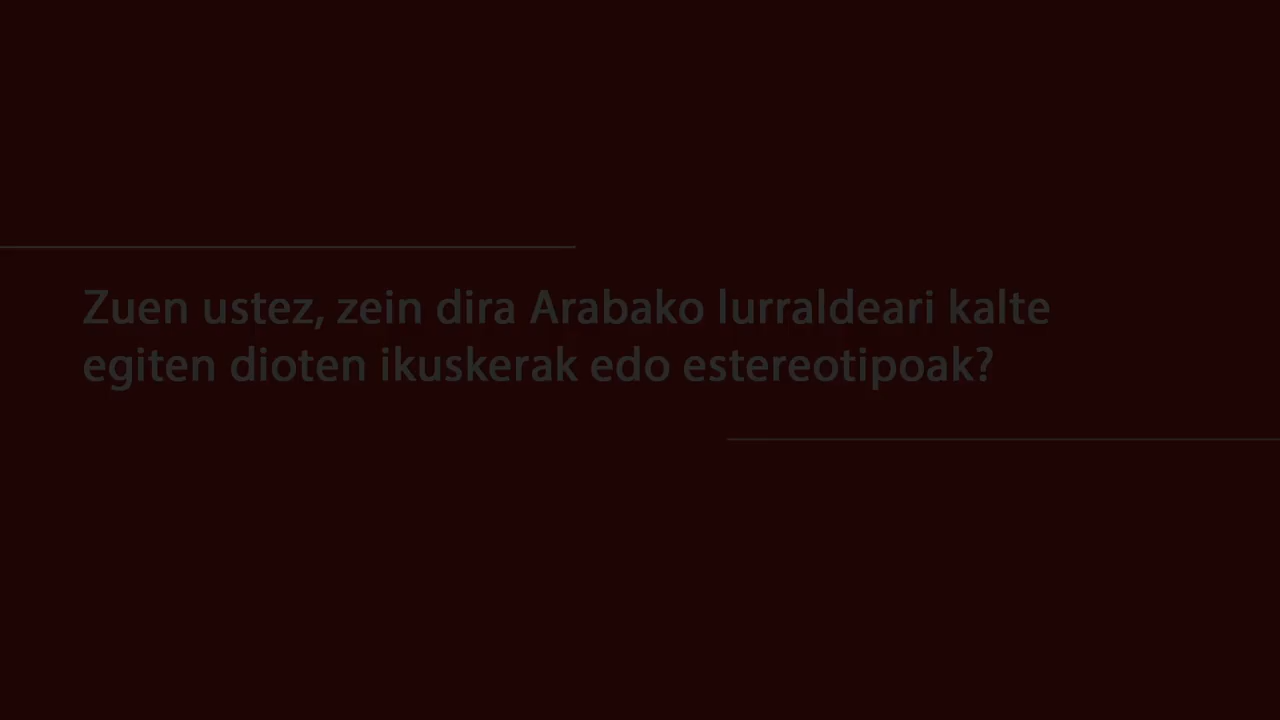 Zuen ustez, zein dira Arabako lurraldeari kalte
egiten dioten ikuskerak edo estereotipoak?